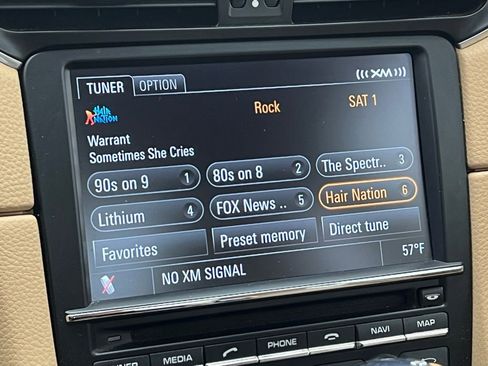 TUNER OPTION ((( XM )))
HAIR NATION Rock SAT 1
Warrant
Sometimes She Cries
90s on 9 1 80s on 8 2 The Spectr.. 3
Lithium 4 FOX News .. 5 Hair Nation 6
Favorites Preset memory Direct tune
NO XM SIGNAL 57°F
TUNER MEDIA PHONE NAVI MAP